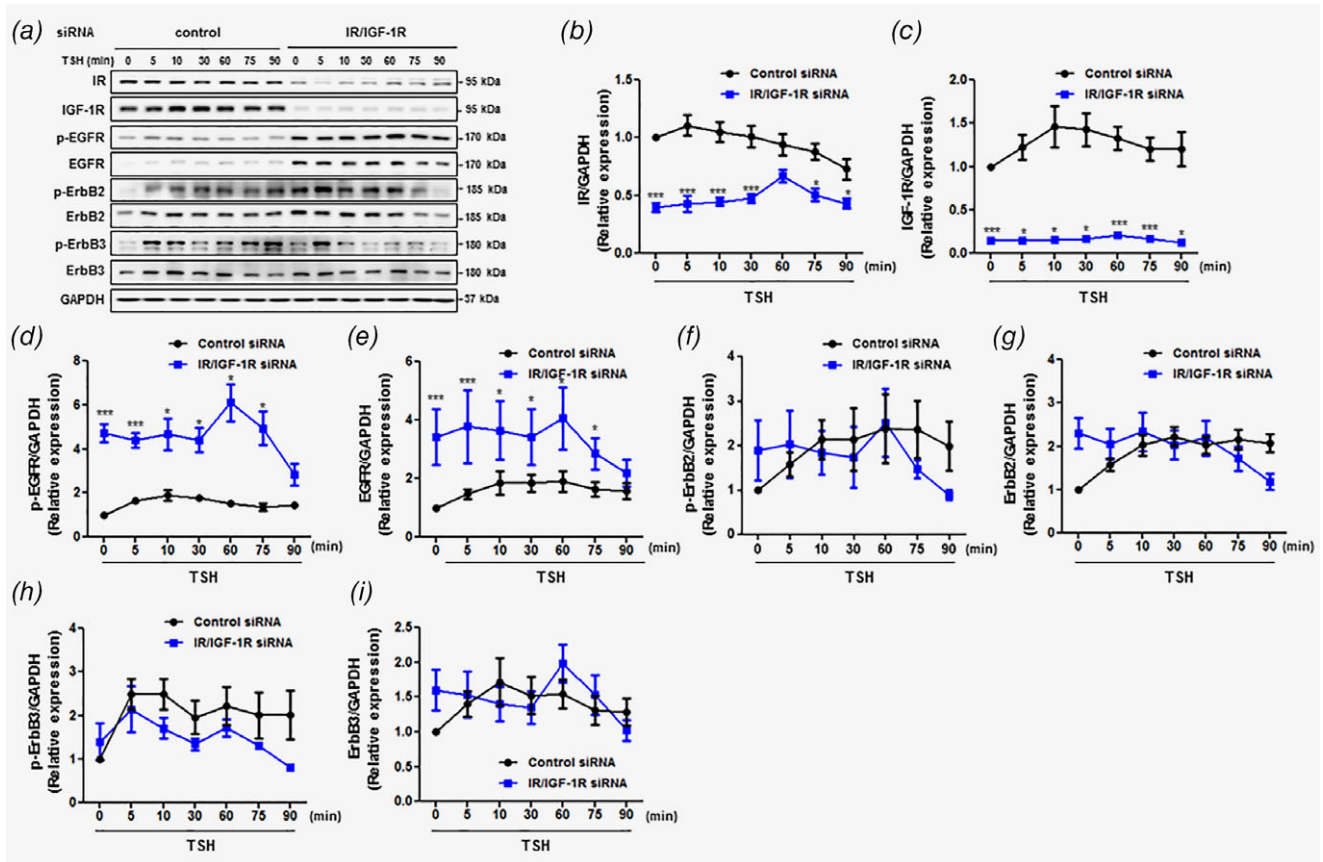 (a)
siRNA control IR/IGF-1R
TSH (min) 0 5 10 30 60 75 90 0 5 10 30 60 75 90
IR 95 kDa
IGF-1R 95 kDa
p-EGFR 170 kDa
EGFR 170 kDa
p-ErbB2 185 kDa
ErbB2 185 kDa
p-ErbB3 180 kDa
ErbB3 180 kDa
GAPDH 37 kDa
(b)
Control siRNA
IR/IGF-1R siRNA
IR/GAPDH
(Relative expression)
1.5
1.0
0.5
0.0
*** *** *** *** * *
0 5 10 30 60 75 90 (min)
TSH
(c)
Control siRNA
IR/IGF-1R siRNA
IGF-1R/GAPDH
(Relative expression)
2.0
1.5
1.0
0.5
0.0
*** * * * *** *** *
0 5 10 30 60 75 90 (min)
TSH
(d)
Control siRNA
IR/IGF-1R siRNA
p-EGFR/GAPDH
(Relative expression)
8
6
4
2
0
*** *** * * * *
0 5 10 30 60 75 90 (min)
TSH
(e)
Control siRNA
IR/IGF-1R siRNA
EGFR/GAPDH
(Relative expression)
6
4
2
0
*** *** * * * *
0 5 10 30 60 75 90 (min)
TSH
(f)
Control siRNA
IR/IGF-1R siRNA
p-ErbB2/GAPDH
(Relative expression)
4
3
2
1
0
0 5 10 30 60 75 90 (min)
TSH
(g)
Control siRNA
IR/IGF-1R siRNA
ErbB2/GAPDH
(Relative expression)
4
3
2
1
0
0 5 10 30 60 75 90 (min)
TSH
(h)
Control siRNA
IR/IGF-1R siRNA
p-ErbB3/GAPDH
(Relative expression)
4
3
2
1
0
0 5 10 30 60 75 90 (min)
TSH
(i)
ErbB3/GAPDH
(Relative expression)
2.5
2.0
1.5
1.0
0.5
0.0
Control siRNA
IR/IGF-1R siRNA
0 5 10 30 60 75 90 (min)
TSH